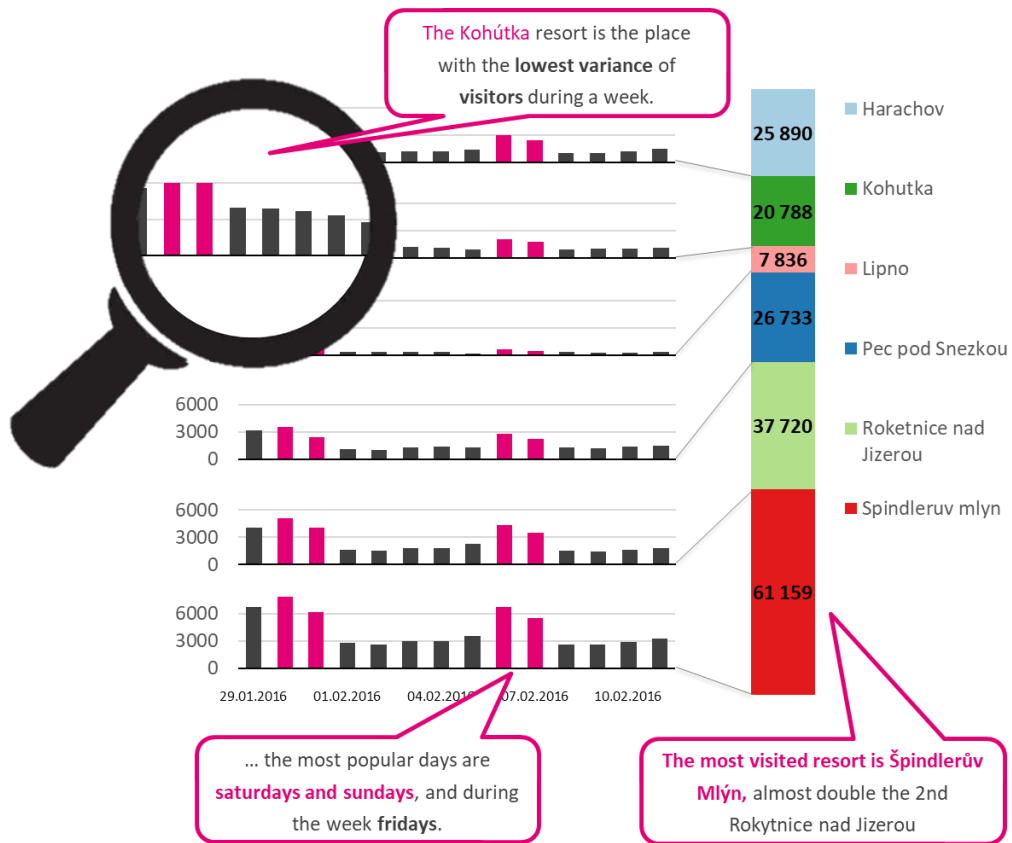 The Kohútka resort is the place
with the lowest variance of
visitors during a week.
25 890
20 788
7 836
26 733
37 720
61 159
Harachov
Kohutka
Lipno
Pec pod Snezkou
Roketnice nad
Jizerou
Spindleruv mlyn
6000
3000
0
6000
3000
0
6000
3000
0
29.01.2016
01.02.2016
04.02.2016
07.02.2016
10.02.2016
... the most popular days are
saturdays and sundays, and during
the week fridays.
The most visited resort is Špindlerův
Mlýn, almost double the 2nd
Rokytnice nad Jizerou